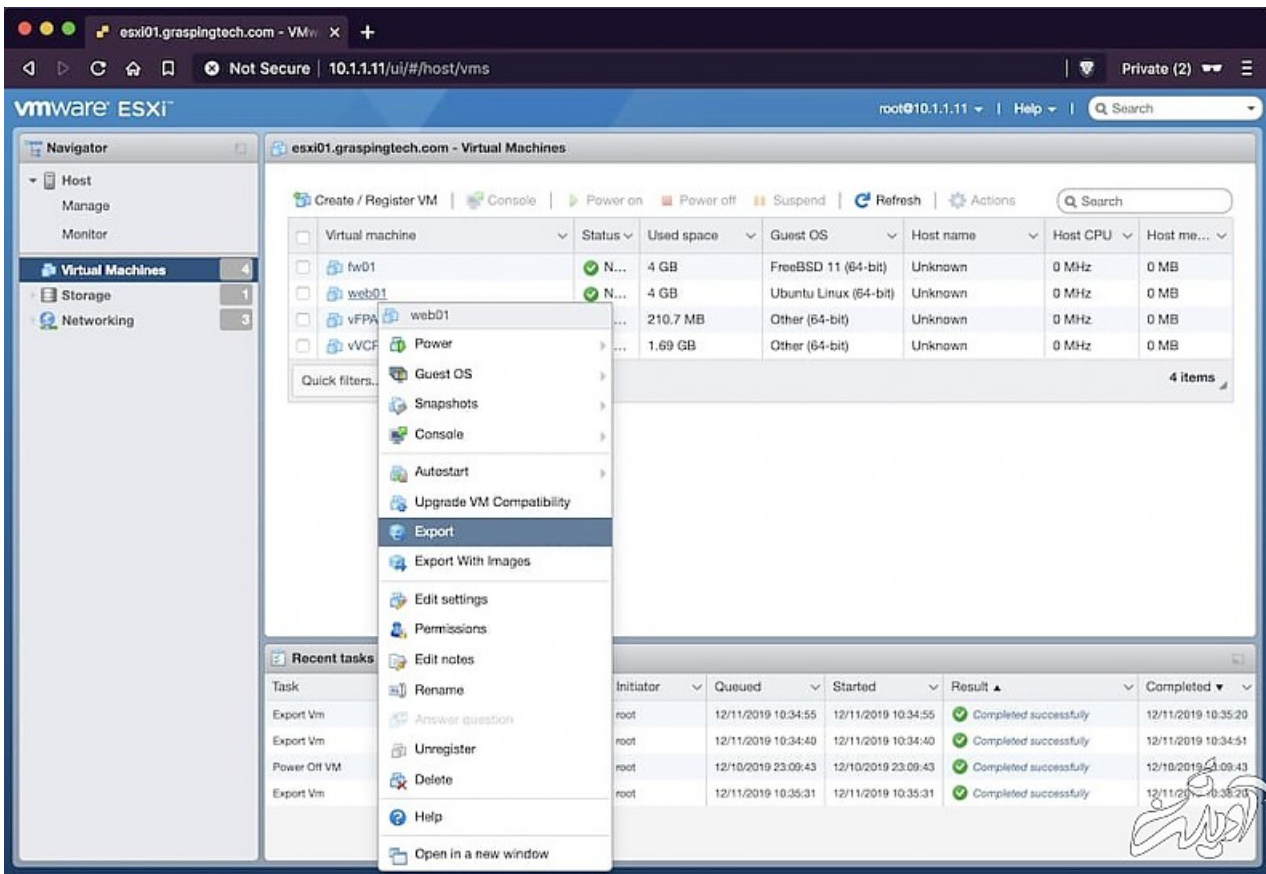 esxi01.graspingtech.com - VMw
Not Secure | 10.1.1.11/ui/#/host/vms
Private (2)
vmware ESXi™
root@10.1.1.11 | Help | Search
Navigator
Host
Manage
Monitor
Virtual Machines 4
Storage 1
Networking 3
esxi01.graspingtech.com - Virtual Machines
Create / Register VM | Console | Power on Power off Suspend | Refresh | Actions Search
Virtual machine Status Used space Guest OS Host name Host CPU Host me...
fw01 N... 4 GB FreeBSD 11 (64-bit) Unknown 0 MHz 0 MB
web01 N... 4 GB Ubuntu Linux (64-bit) Unknown 0 MHz 0 MB
vFPA ... 210.7 MB Other (64-bit) Unknown 0 MHz 0 MB
vVCF ... 1.69 GB Other (64-bit) Unknown 0 MHz 0 MB
Quick filters..
4 items
web01
Power
Guest OS
Snapshots
Console
Autostart
Upgrade VM Compatibility
Export
Export With Images
Edit settings
Permissions
Edit notes
Rename
Answer question
Unregister
Delete
Help
Open in a new window
Recent tasks
Task Initiator Queued Started Result Completed
Export Vm root 12/11/2019 10:34:55 12/11/2019 10:34:55 Completed successfully 12/11/2019 10:35:20
Export Vm root 12/11/2019 10:34:40 12/11/2019 10:34:40 Completed successfully 12/11/2019 10:34:51
Power Off VM root 12/10/2019 23:09:43 12/10/2019 23:09:43 Completed successfully 12/10/2019
Export Vm root 12/11/2019 10:35:31 12/11/2019 10:35:31 Completed successfully